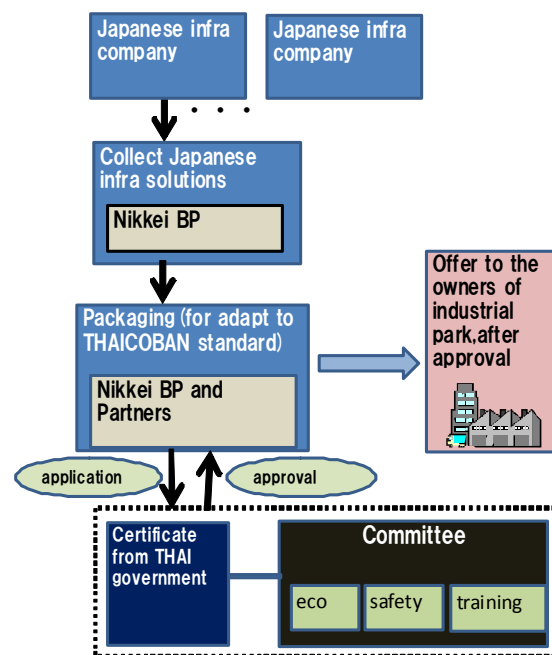 Japanese infra
company
Japanese infra
company
. . . .
Collect Japanese
infra solutions
Nikkei BP
Packaging (for adapt to
THAICOBAN standard)
Nikkei BP and
Partners
Offer to the
owners of
industrial
park,after
approval
application
approval
Certificate
from THAI
government
Committee
eco
safety
training